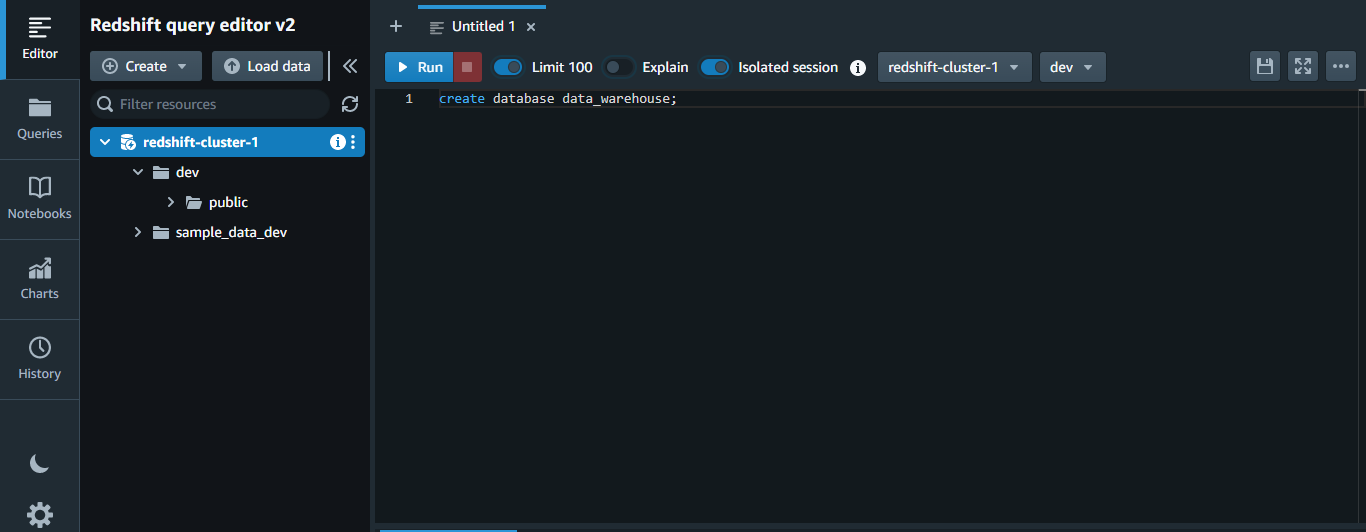 Editor
Queries
Notebooks
Charts
History
Redshift query editor v2
Create
Load data
Filter resources
redshift-cluster-1
dev
public
sample_data_dev
Untitled 1
Run Limit 100 Explain Isolated session redshift-cluster-1 dev
1 create database data_warehouse;